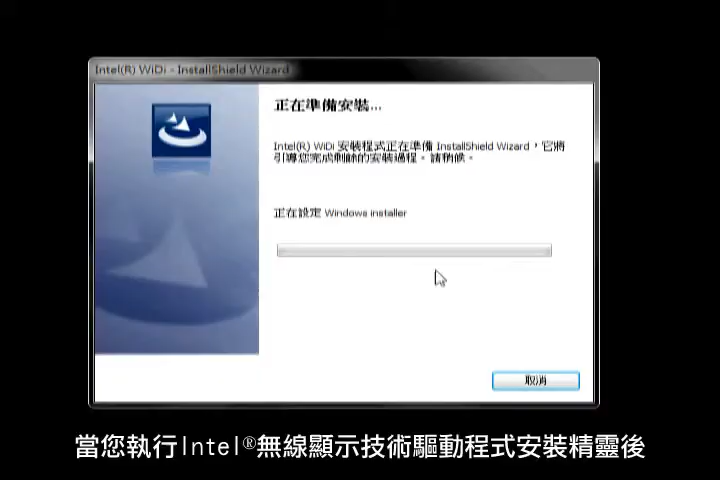 Intel(R) WiDi - InstallShield Wizard
正在準備安裝...
Intel(R) WiDi 安裝程式正在準備 InstallShield Wizard，它將
引導您完成剩餘的安裝過程。請稍候。
正在設定 Windows installer
取消
當您執行Intel®無線顯示技術驅動程式安裝精靈後